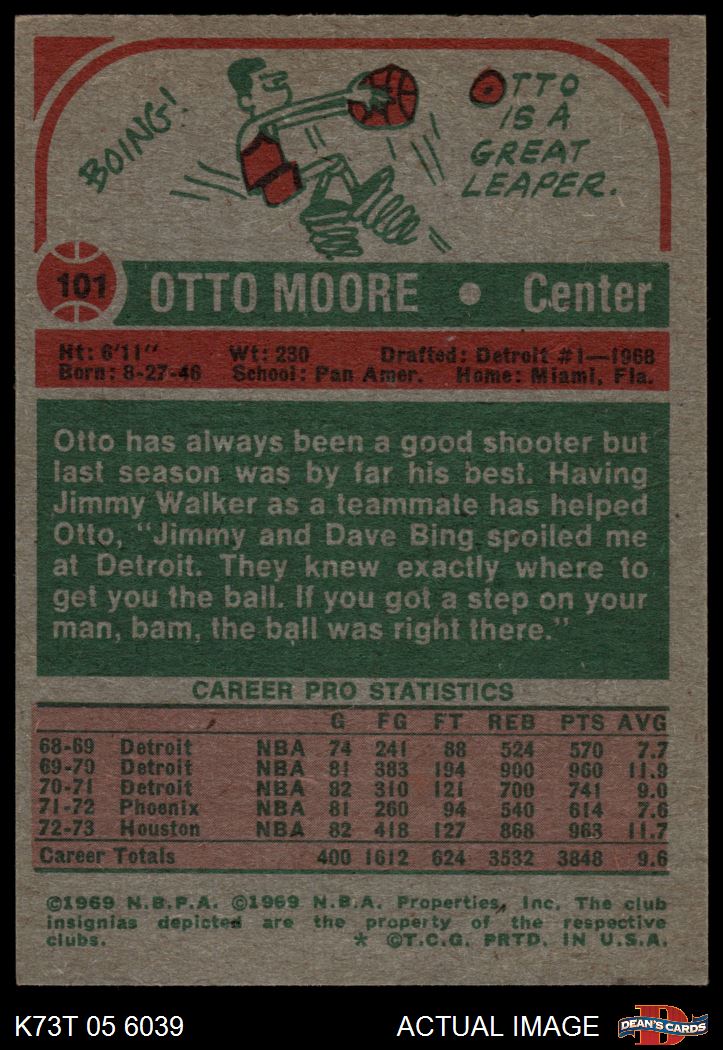 BOING!
OTTO
IS A
GREAT
LEAPER.
101 OTTO MOORE • Center
Ht: 6'11" Wt: 230 Drafted: Detroit #1—1968
Born: 8-27-46 School: Pan Amer. Home: Miami, Fla.
Otto has always been a good shooter but
last season was by far his best. Having
Jimmy Walker as a teammate has helped
Otto, "Jimmy and Dave Bing spoiled me
at Detroit. They knew exactly where to
get you the ball. If you got a step on your
man, bam, the ball was right there."
CAREER PRO STATISTICS
G FG FT REB PTS AVG
68-69 Detroit NBA 74 241 88 524 570 7.7
69-70 Detroit NBA 81 383 194 900 960 11.9
70-71 Detroit NBA 82 310 121 700 741 9.0
71-72 Phoenix NBA 81 260 94 540 614 7.6
72-73 Houston NBA 82 418 127 868 963 11.7
Career Totals 400 1612 624 3532 3848 9.6
©1969 N.B.P.A. ©1969 N.B.A. Properties, Inc. The club
insignias depicted are the property of the respective
clubs. * ©T.C.G. PRTD. IN U.S.A.
K73T 05 6039 ACTUAL IMAGE DEAN'S CARDS